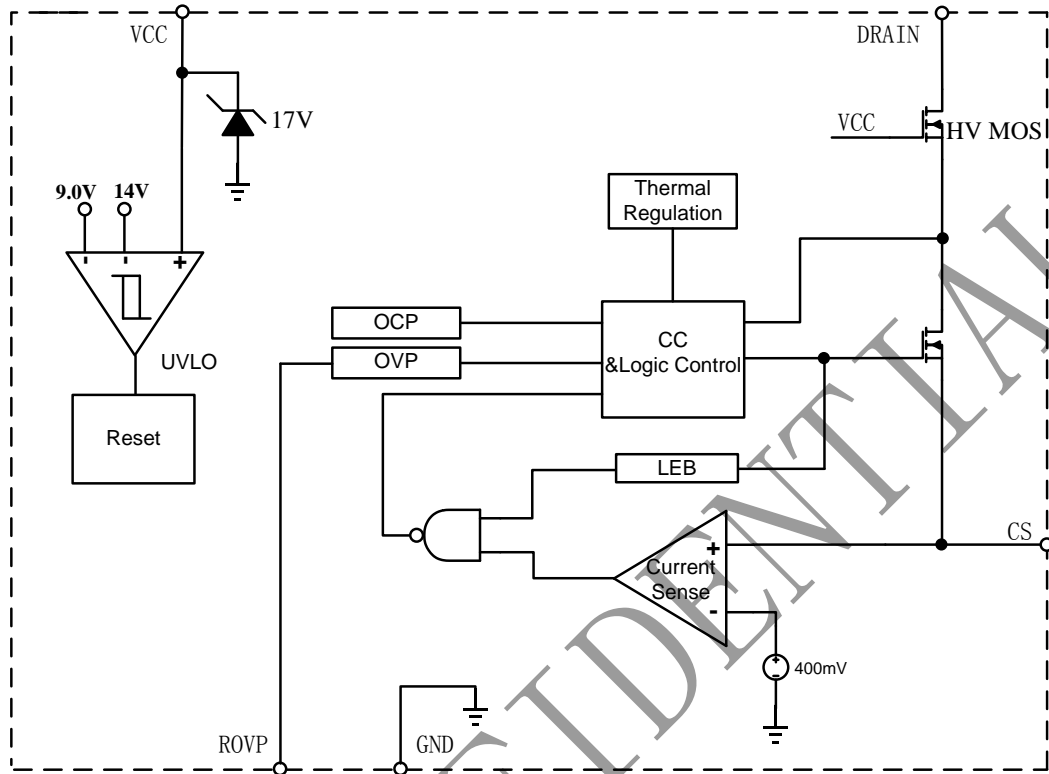 VCC
DRAIN
17V
VCC
HV MOS
9.0V
14V
-
-
+
Thermal
Regulation
OCP
CC
&Logic Control
UVLO
OVP
Reset
LEB
CS
+
Current
Sense
-
+
-
400mV
ROVP
GND
IDENTIAL